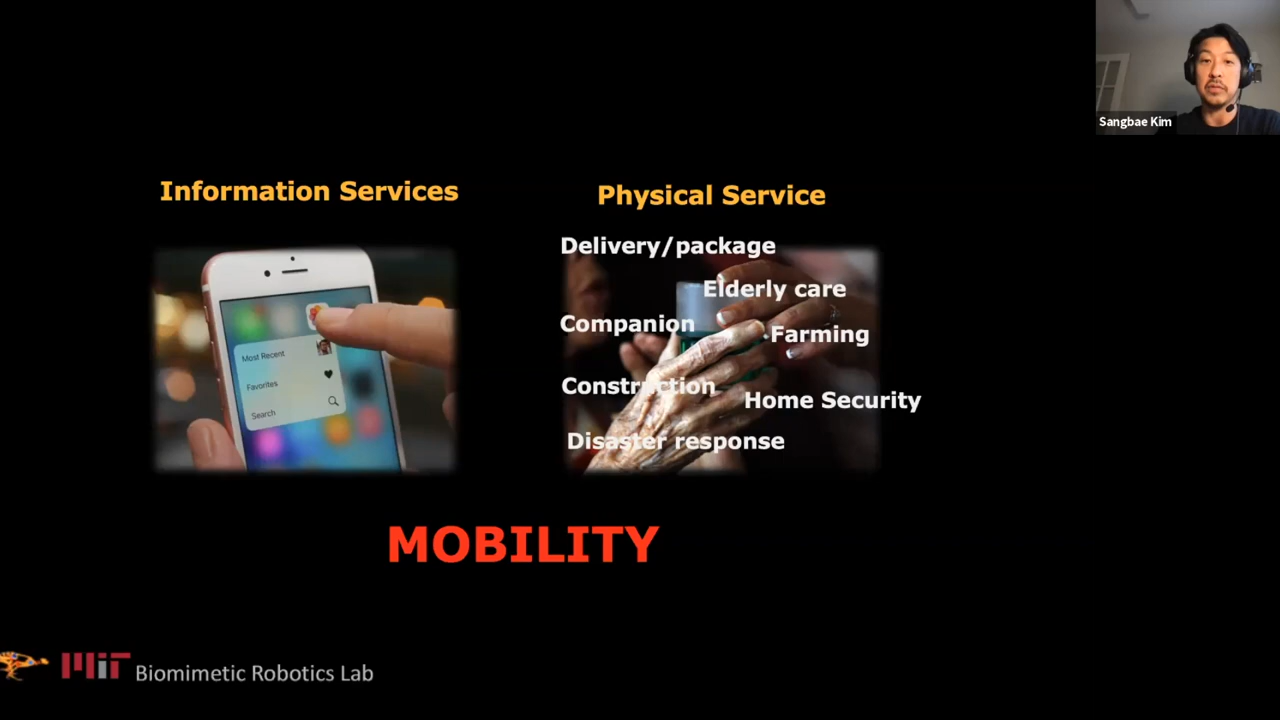 Sangbae Kim
Information Services
Physical Service
Most Recent
Favorites
Search
Delivery/package
Elderly care
Companion
Farming
Construction
Home Security
Disaster response
MOBILITY
MIT Biomimetic Robotics Lab